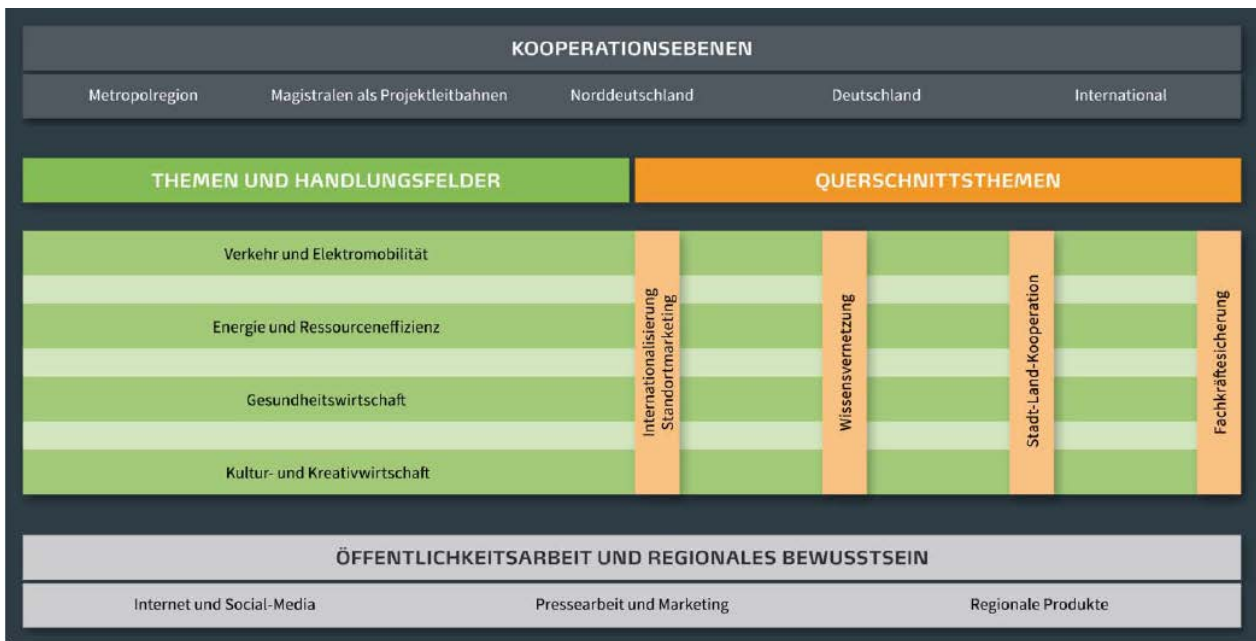 KOOPERATIONSEBENEN
Metropolregion Magistralen als Projektleitbahnen Norddeutschland Deutschland International
THEMEN UND HANDLUNGSFELDER QUERSCHNITTSTHEMEN
Verkehr und Elektromobilität
Energie und Ressourceneffizienz
Gesundheitswirtschaft
Kultur- und Kreativwirtschaft
Internationalisierung
Standortmarketing
Wissensvernetzung
Stadt-Land-Kooperation
Fachkräftesicherung
ÖFFENTLICHKEITSARBEIT UND REGIONALES BEWUSSTSEIN
Internet und Social-Media Pressearbeit und Marketing Regionale Produkte